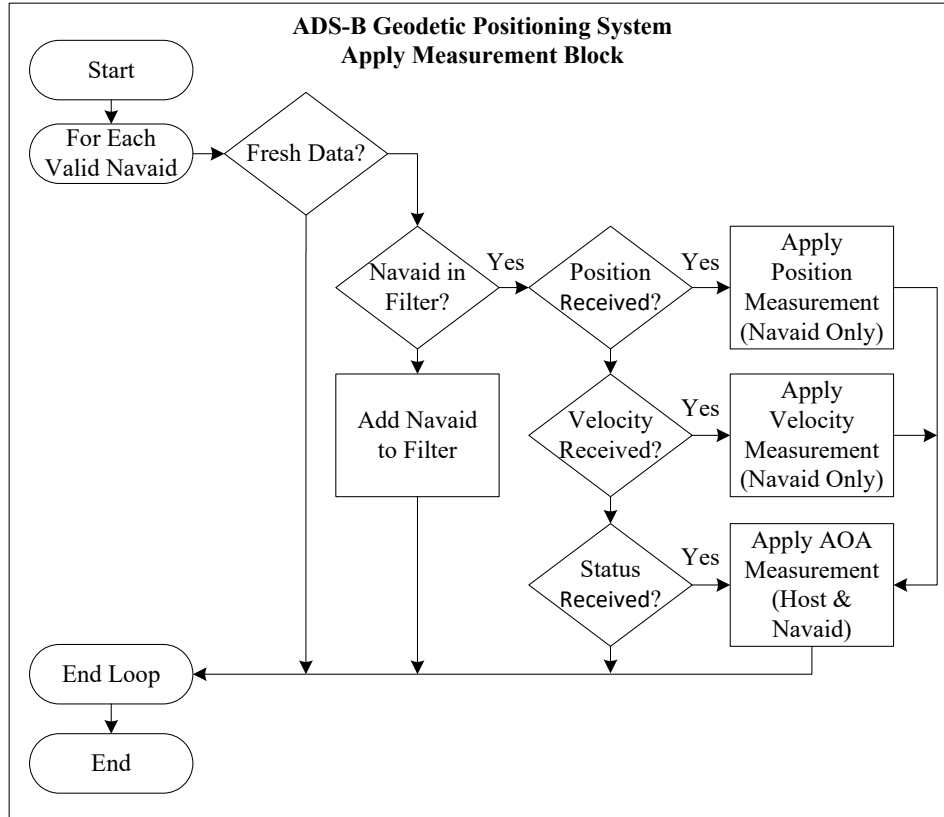 ADS-B Geodetic Positioning System
Apply Measurement Block
Start
For Each
Valid Navaid
Fresh Data?
Navaid in
Filter?
Yes
Position
Received?
Yes
Apply
Position
Measurement
(Navaid Only)
Add Navaid
to Filter
Velocity
Received?
Yes
Apply
Velocity
Measurement
(Navaid Only)
Status
Received?
Yes
Apply AOA
Measurement
(Host &
Navaid)
End Loop
End